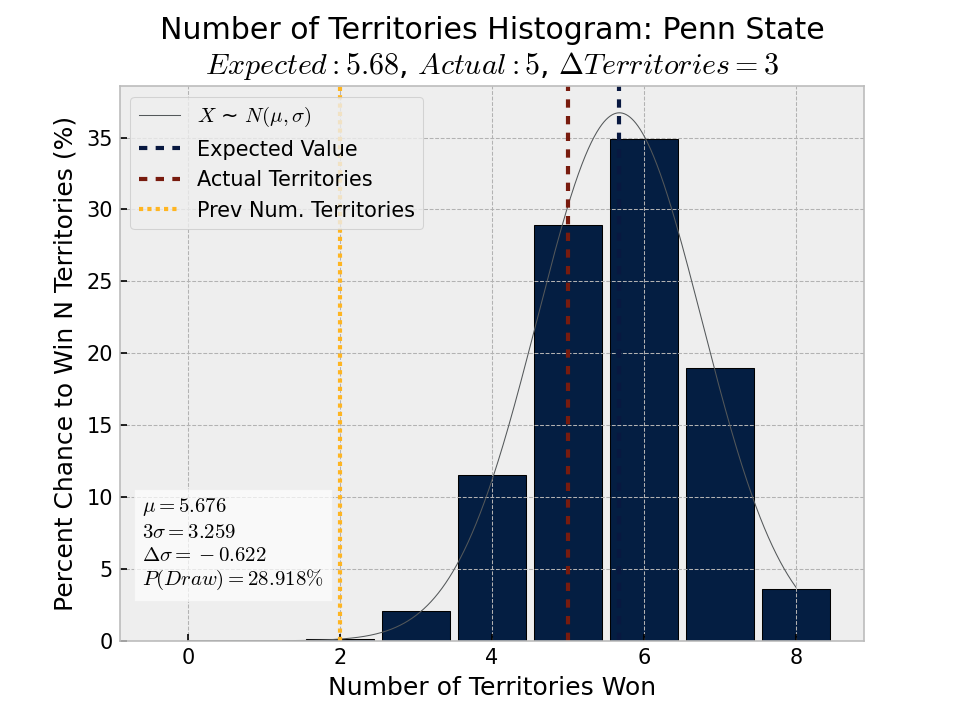 Number of Territories Histogram: Penn State
Expected : 5.68, Actual : 5, ΔTerritories = 3
X ∼ N(μ, σ)
Expected Value
Actual Territories
Prev Num. Territories
Percent Chance to Win N Territories (%)
35
30
25
20
15
10
5
0
μ = 5.676
3σ = 3.259
Δσ = −0.622
P(Draw) = 28.918%
0 2 4 6 8
Number of Territories Won